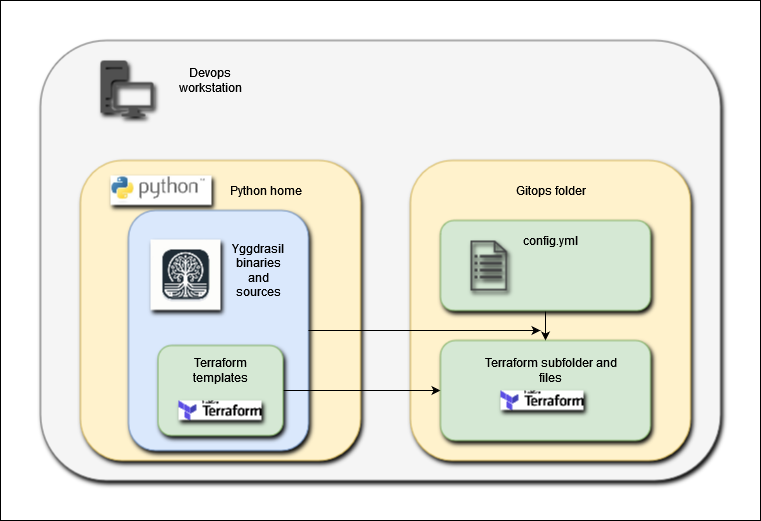 Devops
workstation
python™
Python home
Yggdrasil
binaries
and
sources
Terraform
templates
Terraform
Gitops folder
config.yml
Terraform subfolder and
files
Terraform